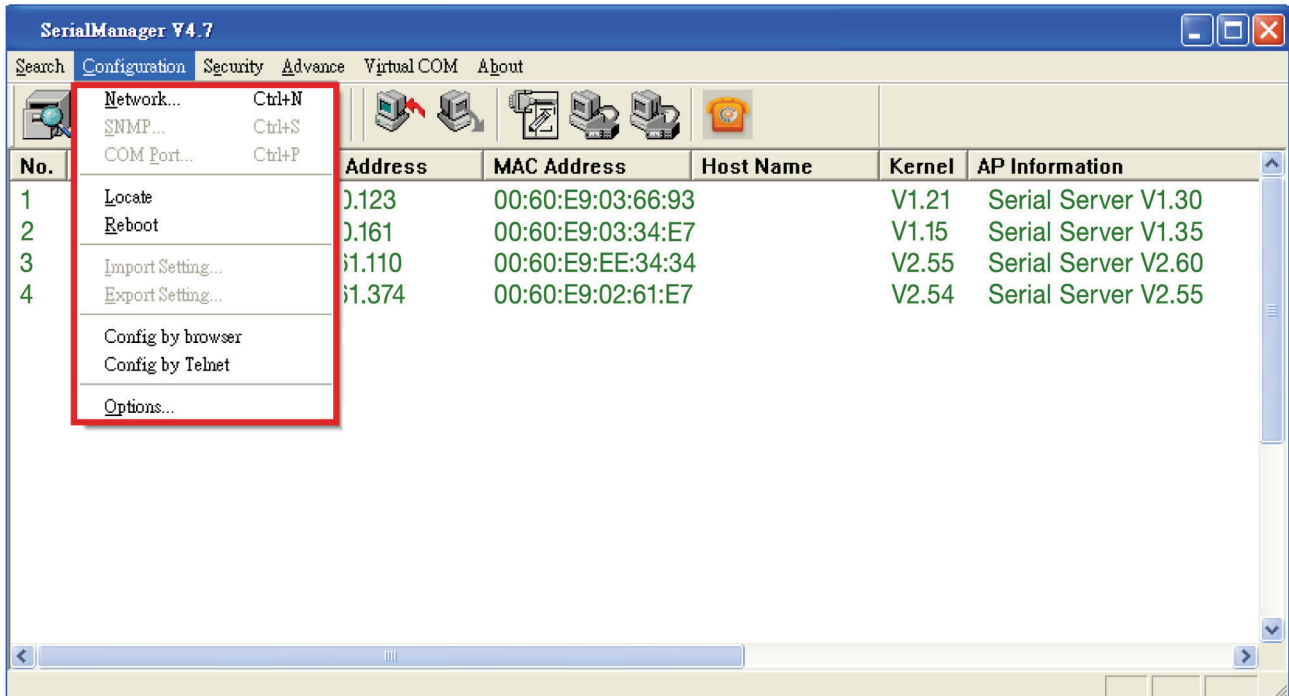 SerialManager V4.7
Search Configuration Security Advance Virtual COM About
Network... Ctrl+N
SNMP... Ctrl+S
COM Port... Ctrl+P
Locate
Reboot
Import Setting...
Export Setting...
Config by browser
Config by Telnet
Options...
No. Address MAC Address Host Name Kernel AP Information
1 0.123 00:60:E9:03:66:93 V1.21 Serial Server V1.30
2 0.161 00:60:E9:03:34:E7 V1.15 Serial Server V1.35
3 61.110 00:60:E9:EE:34:34 V2.55 Serial Server V2.60
4 61.374 00:60:E9:02:61:E7 V2.54 Serial Server V2.55